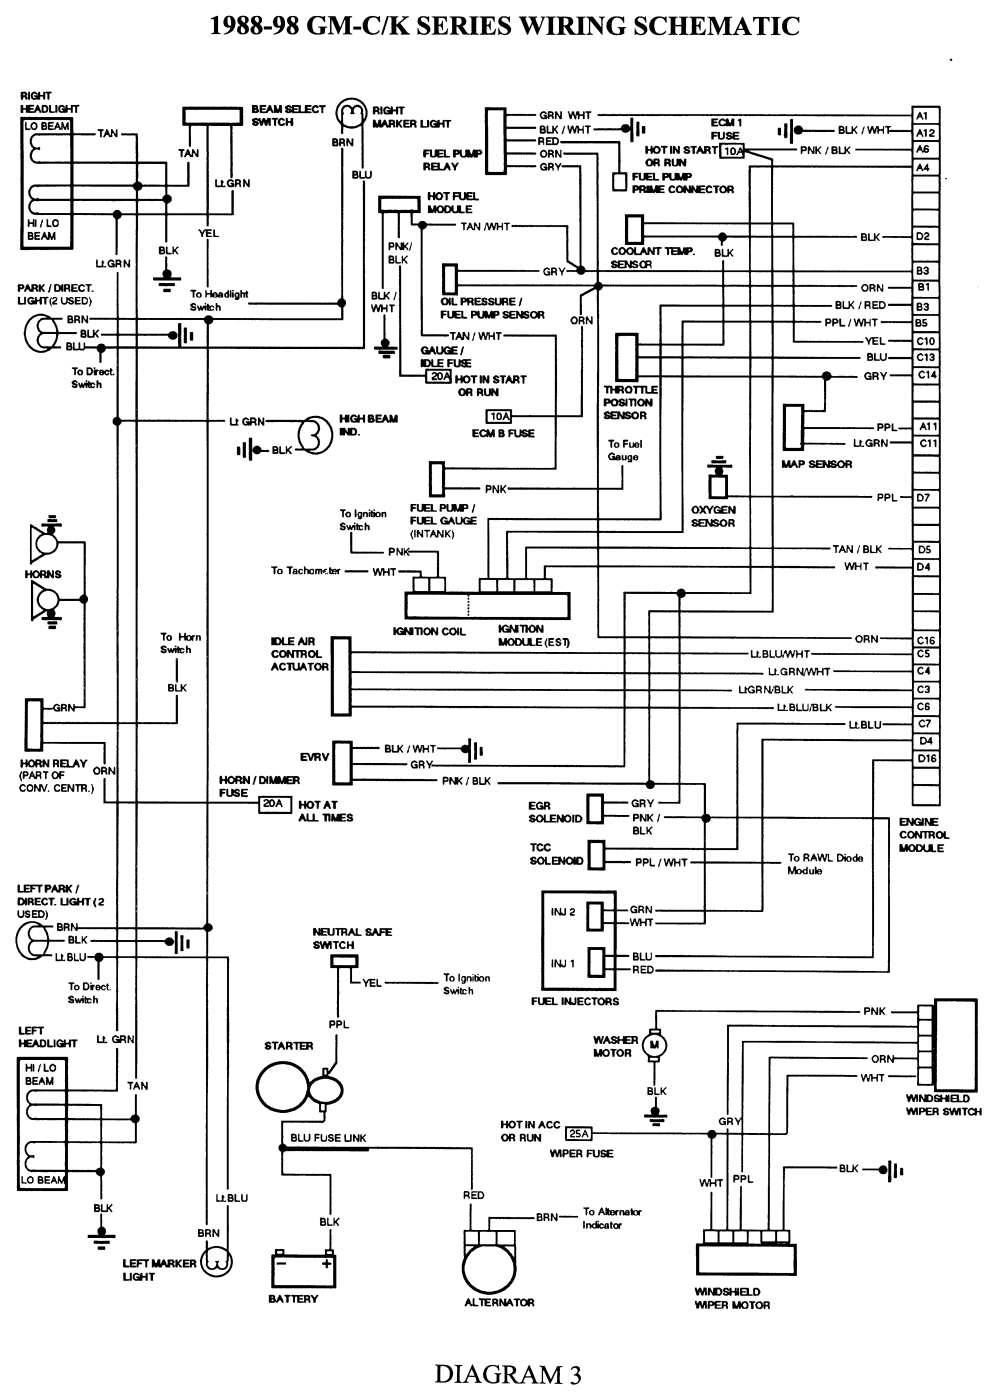 1988-98 GM-C/K SERIES WIRING SCHEMATIC
RIGHT
HEADLIGHT
LO BEAM
HI / LO
BEAM
TAN
BEAM SELECT
SWITCH
TAN
Lt GRN
YEL
BLK
Lt GRN
RIGHT
MARKER LIGHT
BRN
BLU
To Headlight
Switch
PARK / DIRECT.
LIGHT(2 USED)
BRN
BLK
BLU
To Direct.
Switch
FUEL PUMP
RELAY
GRN WHT
BLK / WHT
RED
ORN
GRY
FUEL PUMP
PRIME CONNECTOR
ECM 1
FUSE
HOT IN START
OR RUN
10A
BLK / WHT
PNK / BLK
A1
A12
A6
A4
D2
B3
B1
B3
B5
C10
C13
C14
A11
C11
D7
D5
D4
C16
C5
C4
C3
C6
C7
D4
D16
HOT FUEL
MODULE
TAN /WHT
PNK/
BLK
BLK /
WHT
COOLANT TEMP.
SENSOR
BLK
BLK
GRY
OIL PRESSURE /
FUEL PUMP SENSOR
ORN
ORN
BLK / RED
PPL / WHT
YEL
BLU
GRY
TAN / WHT
GAUGE /
IDLE FUSE
20A
HOT IN START
OR RUN
THROTTLE
POSITION
SENSOR
10A
ECM B FUSE
To Fuel
Gauge
MAP SENSOR
PPL
Lt GRN
Lt GRN
HIGH BEAM
IND.
BLK
PNK
FUEL PUMP /
FUEL GAUGE
(INTANK)
OXYGEN
SENSOR
PPL
To Ignition
Switch
PNK
To Tachometer
WHT
TAN / BLK
WHT
IGNITION COIL
IGNITION
MODULE (EST)
HORNS
To Horn
Switch
BLK
IDLE AIR
CONTROL
ACTUATOR
ORN
Lt BLU/WHT
Lt GRN/WHT
Lt GRN/BLK
Lt BLU/BLK
Lt BLU
GRN
HORN RELAY
(PART OF
CONV. CENTR.)
ORN
EVRV
BLK / WHT
GRY
PNK / BLK
HORN / DIMMER
FUSE
20A
HOT AT
ALL TIMES
EGR
SOLENOID
GRY
PNK /
BLK
ENGINE
CONTROL
MODULE
TCC
SOLENOID
PPL / WHT
To RAWL Diode
Module
LEFT PARK /
DIRECT. LIGHT ( 2
USED)
BRN
BLK
Lt BLU
To Direct.
Switch
INJ 2
GRN
WHT
INJ 1
BLU
RED
FUEL INJECTORS
NEUTRAL SAFE
SWITCH
YEL
To Ignition
Switch
PPL
LEFT
HEADLIGHT
HI / LO
BEAM
LO BEAM
Lt GRN
TAN
BLK
STARTER
BLU FUSE LINK
WASHER
MOTOR
M
PNK
ORN
WHT
BLK
WINDSHIELD
WIPER SWITCH
HOT IN ACC
OR RUN
25A
WIPER FUSE
GRY
WHT
PPL
BLK
Lt BLU
BRN
LEFT MARKER
LIGHT
BLK
−
+
BATTERY
RED
BRN
To Alternator
Indicator
ALTERNATOR
WINDSHIELD
WIPER MOTOR
DIAGRAM 3